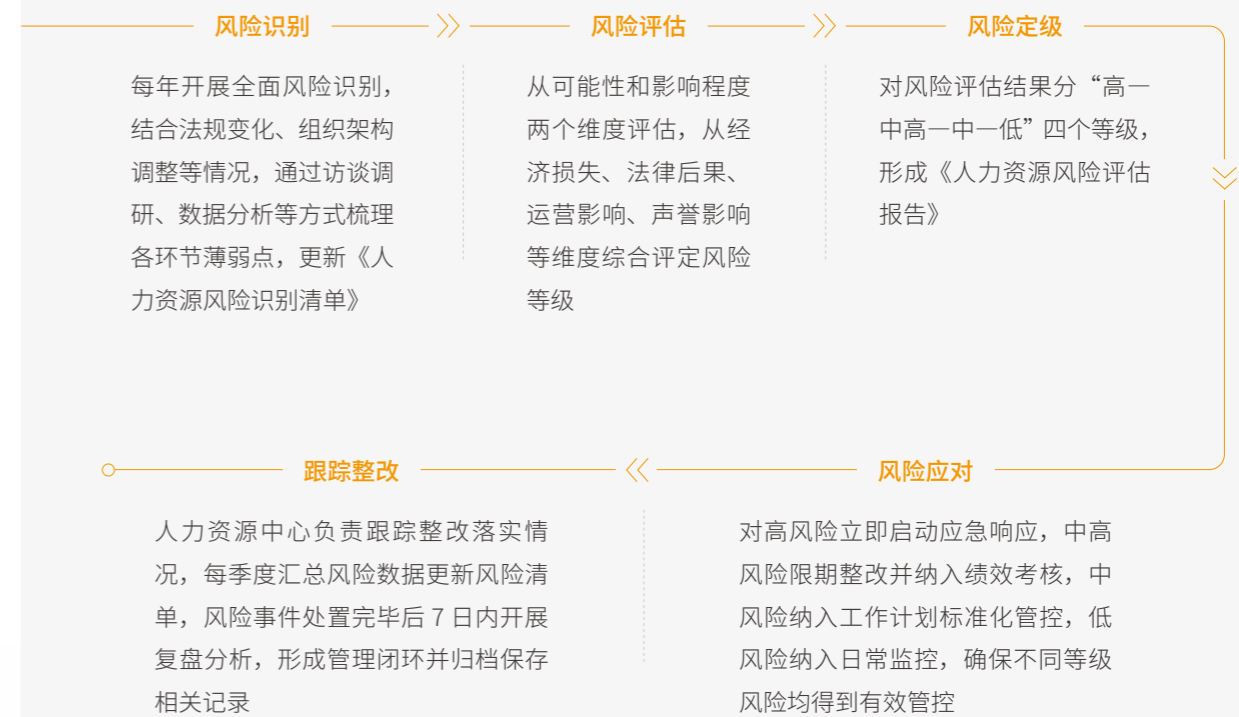 风险识别
每年开展全面风险识别，
结合法规变化、组织架构
调整等情况，通过访谈调
研、数据分析等方式梳理
各环节薄弱点，更新《人
力资源风险识别清单》
风险评估
从可能性和影响程度
两个维度评估，从经
济损失、法律后果、
运营影响、声誉影响
等维度综合评定风险
等级
风险定级
对风险评估结果分“高—
中高—中—低”四个等级，
形成《人力资源风险评估
报告》
风险应对
对高风险立即启动应急响应，中高
风险限期整改并纳入绩效考核，中
风险纳入工作计划标准化管控，低
风险纳入日常监控，确保不同等级
风险均得到有效管控
跟踪整改
人力资源中心负责跟踪整改落实情
况，每季度汇总风险数据更新风险清
单，风险事件处置完毕后 7 日内开展
复盘分析，形成管理闭环并归档保存
相关记录